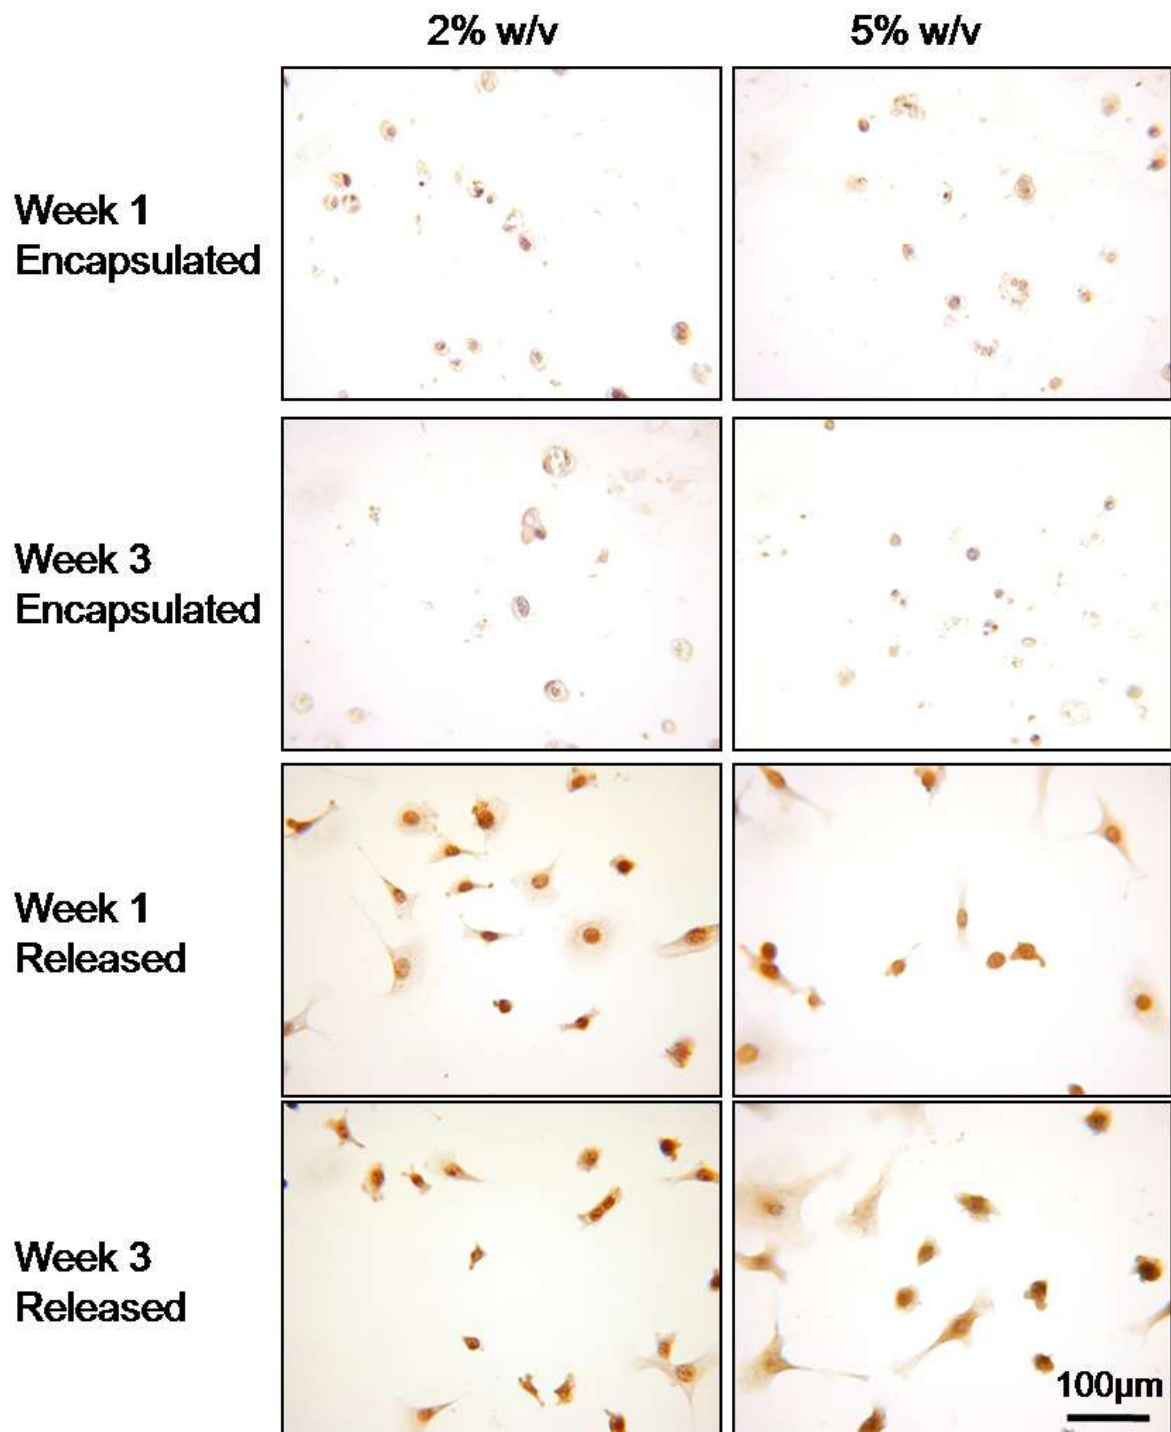 2% w/v 5% w/v
Week 1
Encapsulated
Week 3
Encapsulated
Week 1
Released
Week 3
Released
100µm